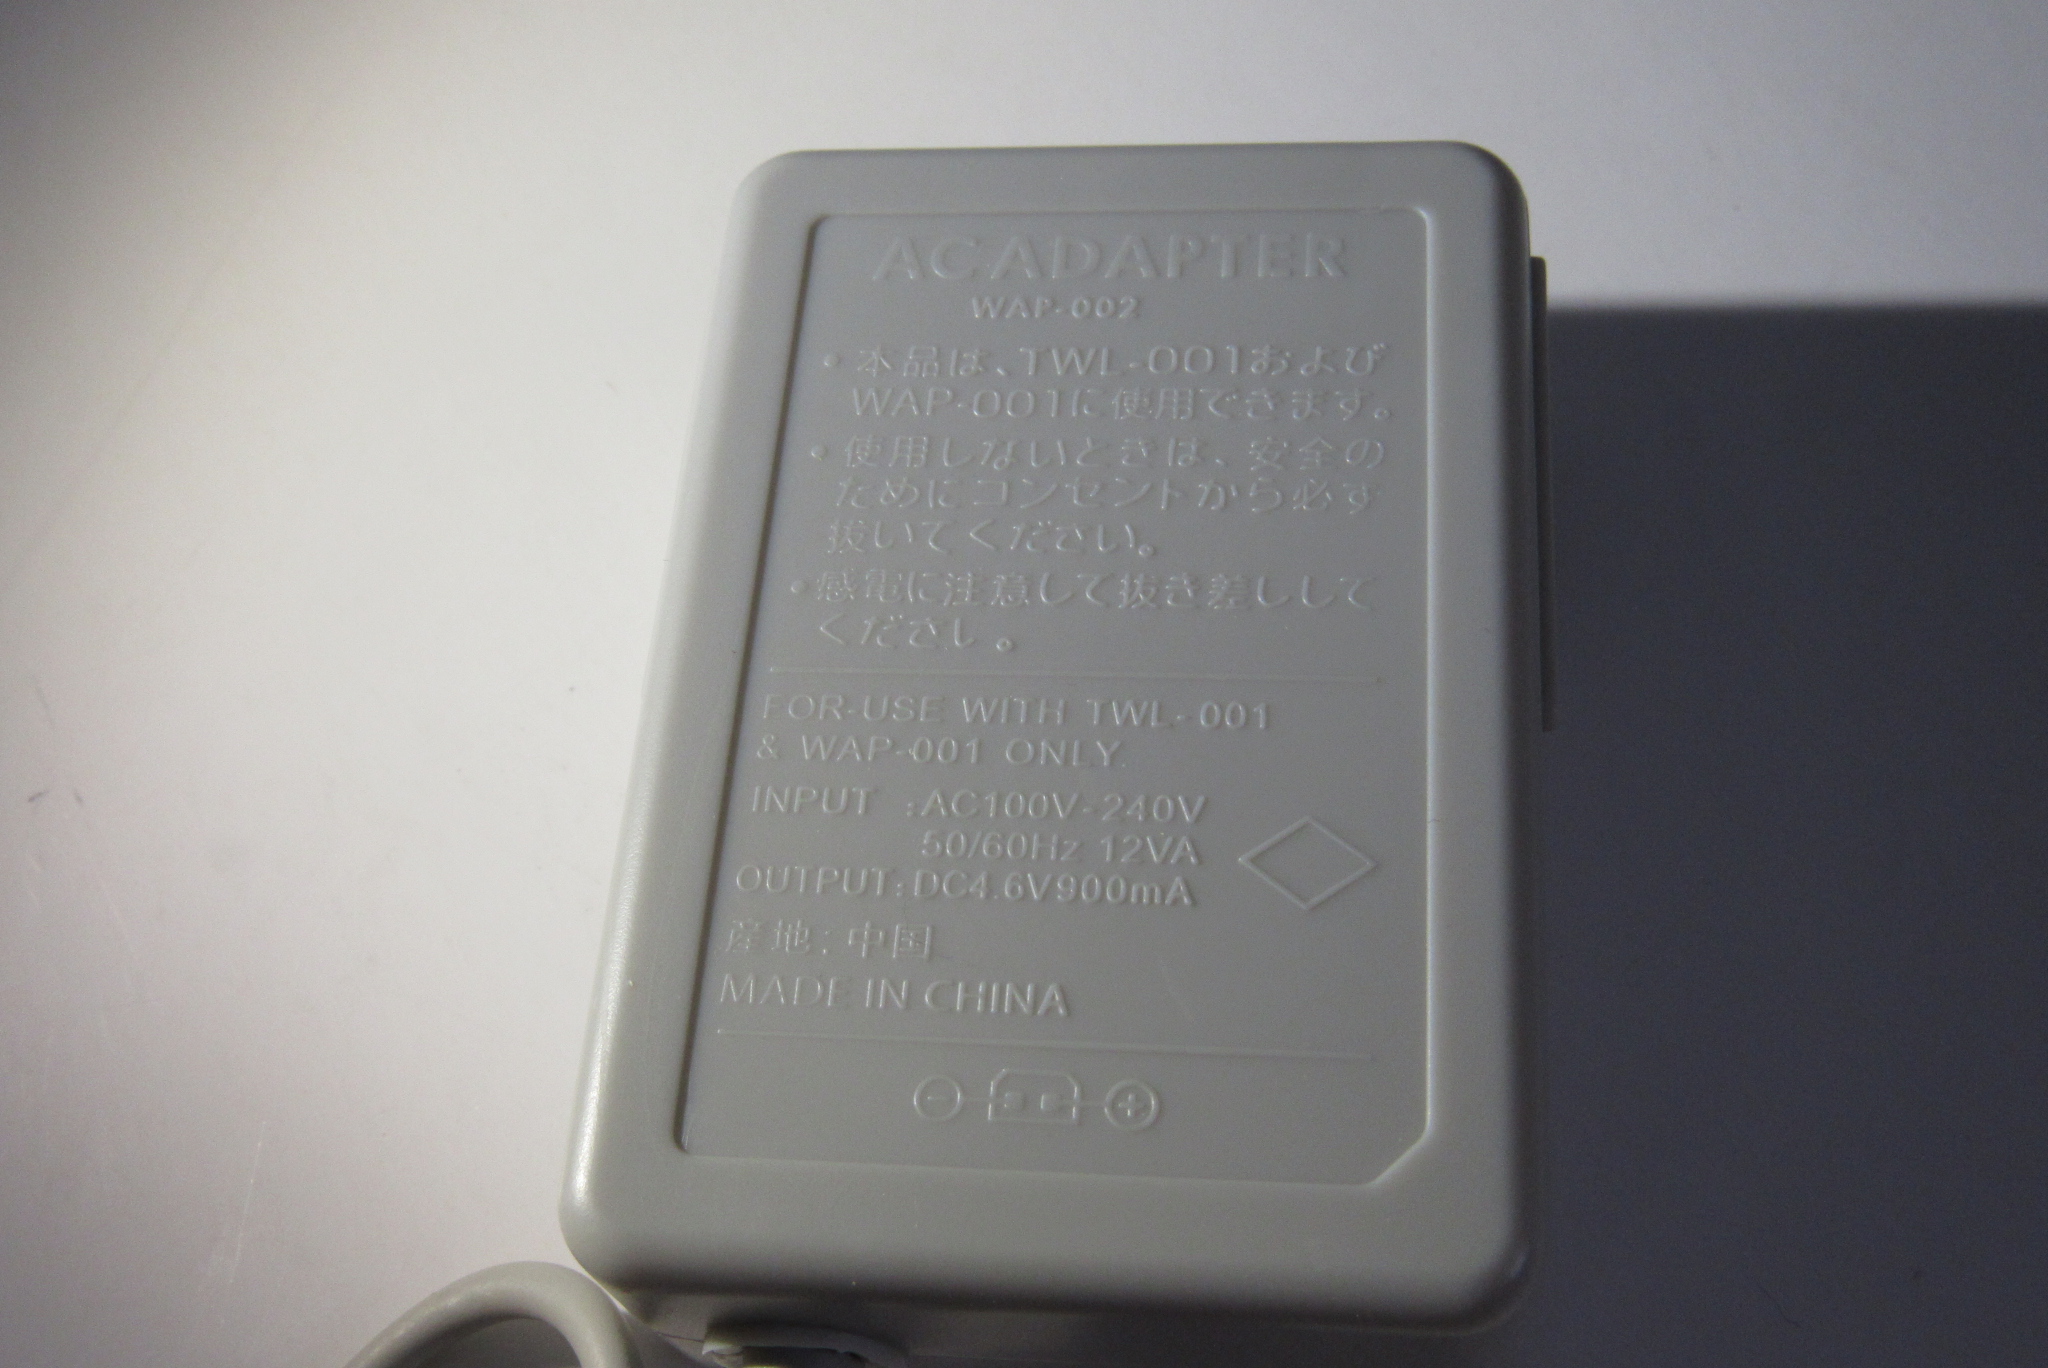 AC ADAPTER
WAP-002
・本品は、TWL-001および
WAP-001に使用できます。
・使用しないときは、安全の
ためにコンセントから必ず
抜いてください。
・感電に注意して抜き差しして
くださし。
FOR-USE WITH TWL-001
& WAP-001 ONLY.
INPUT :AC100V-240V
50/60Hz 12VA
OUTPUT:DC4.6V900mA
産地:中国
MADE IN CHINA